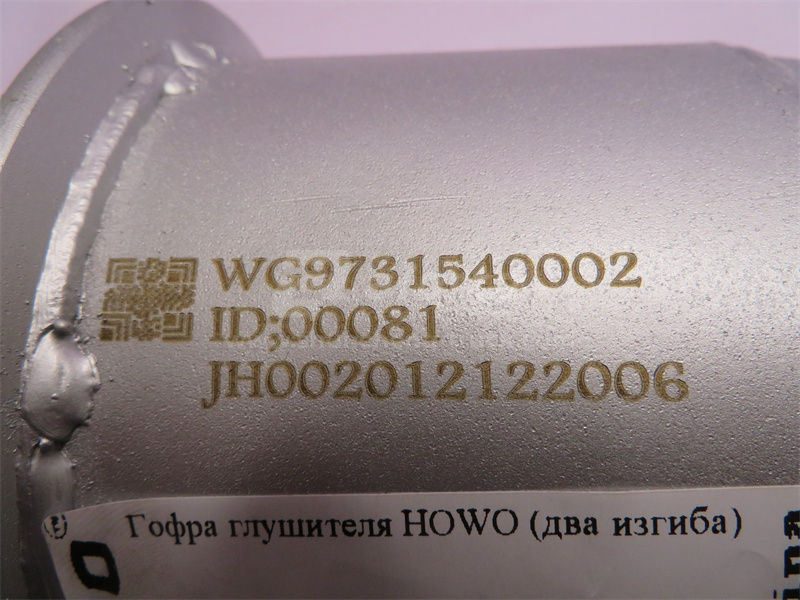 WG9731540002
ID;00081
JH002012122006
Гофра глушителя HOWO (два изгиба)